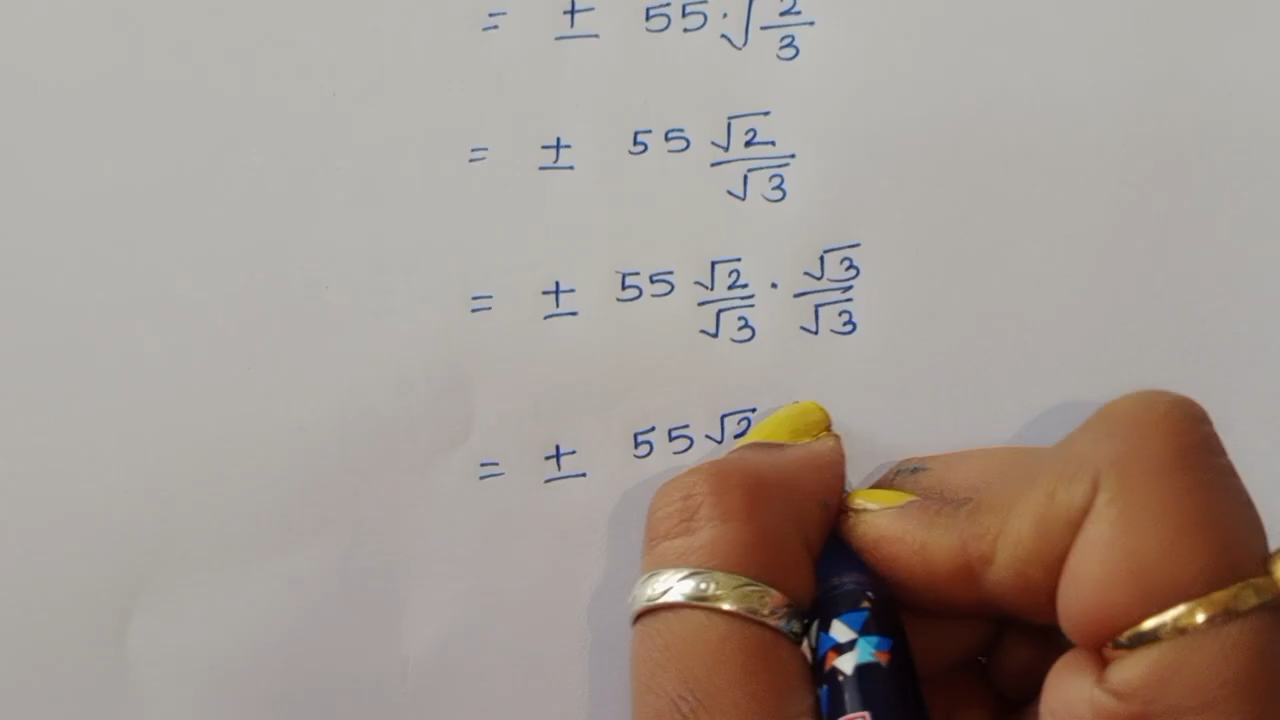 = ± 55·√2/3
= ± 55 √2/√3
= ± 55 √2/√3 · √3/√3
= ± 55√2